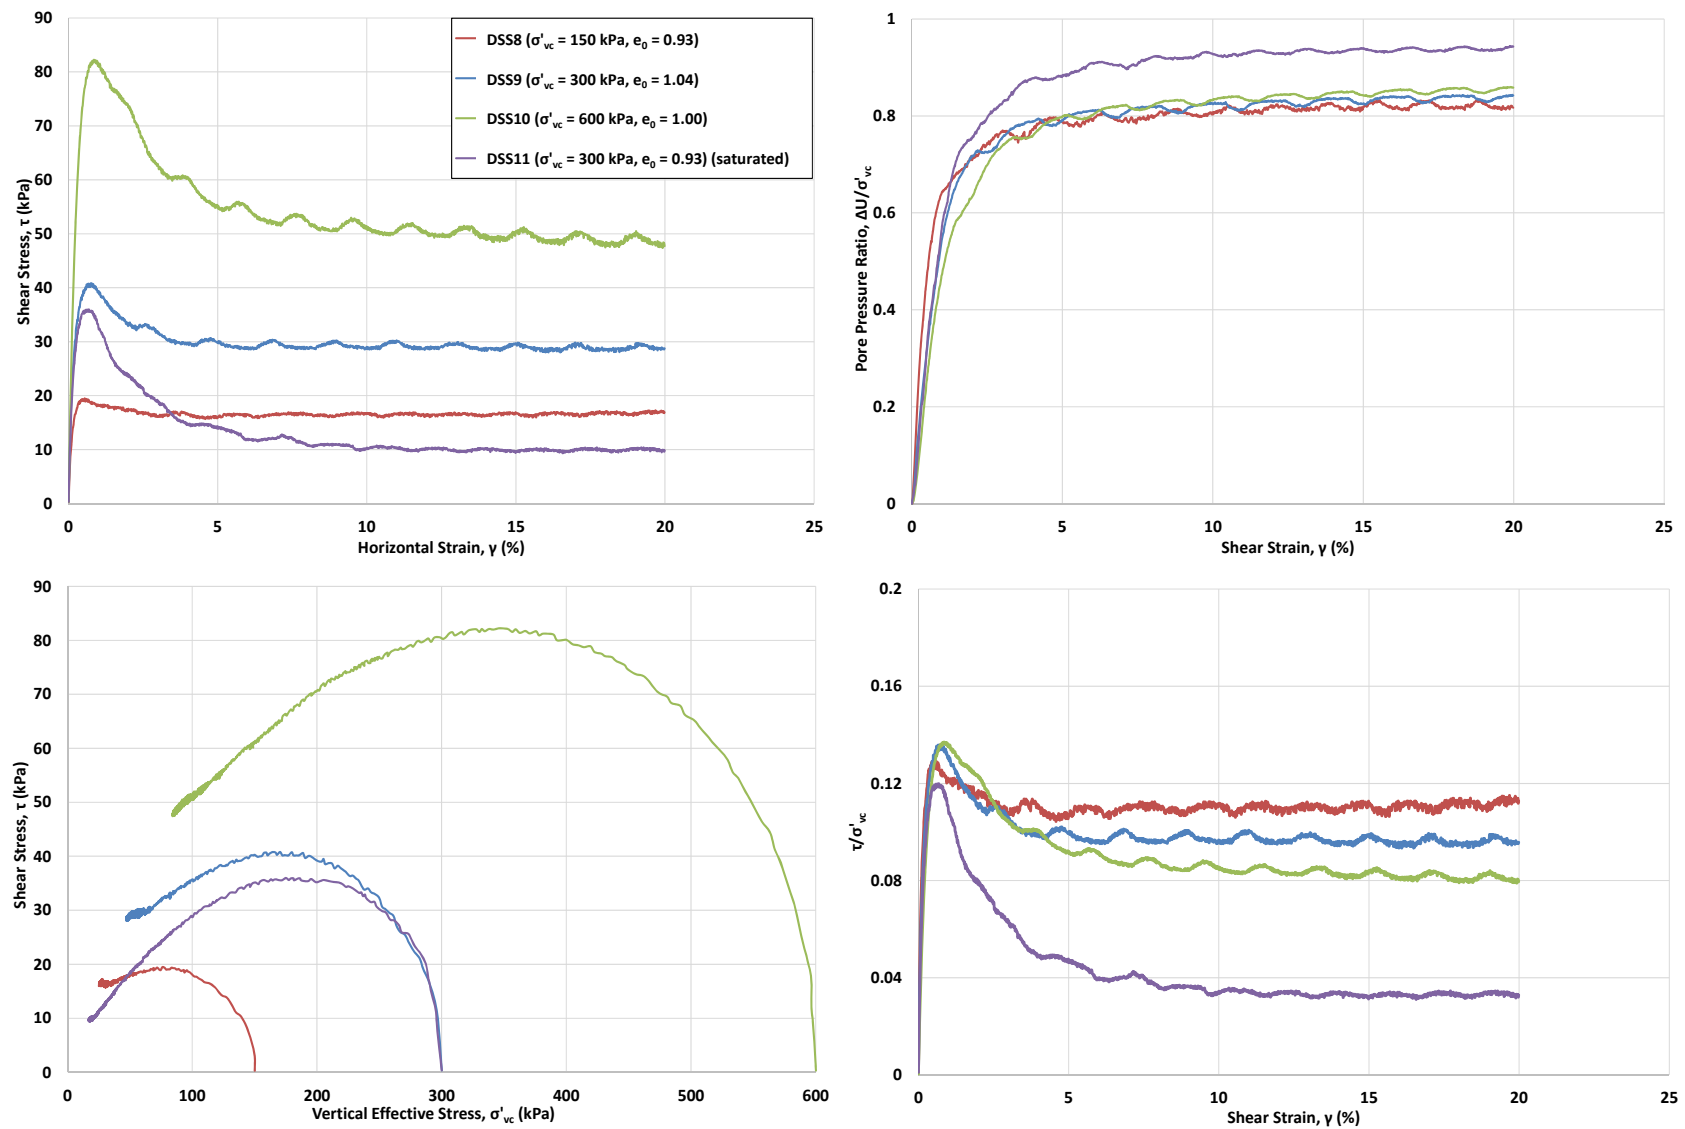 90
80
70
60
50
40
30
20
10
0
Shear Stress, τ (kPa)
0 5 10 15 20 25
Horizontal Strain, γ (%)
DSS8 (σ'vc = 150 kPa, e0 = 0.93)
DSS9 (σ'vc = 300 kPa, e0 = 1.04)
DSS10 (σ'vc = 600 kPa, e0 = 1.00)
DSS11 (σ'vc = 300 kPa, e0 = 0.93) (saturated)
1
0.8
0.6
0.4
0.2
0
Pore Pressure Ratio, ΔU/σ'vc
0 5 10 15 20 25
Shear Strain, γ (%)
90
80
70
60
50
40
30
20
10
0
Shear Stress, τ (kPa)
0 100 200 300 400 500 600
Vertical Effective Stress, σ'vc (kPa)
0.2
0.16
0.12
0.08
0.04
0
τ/σ'vc
0 5 10 15 20 25
Shear Strain, γ (%)